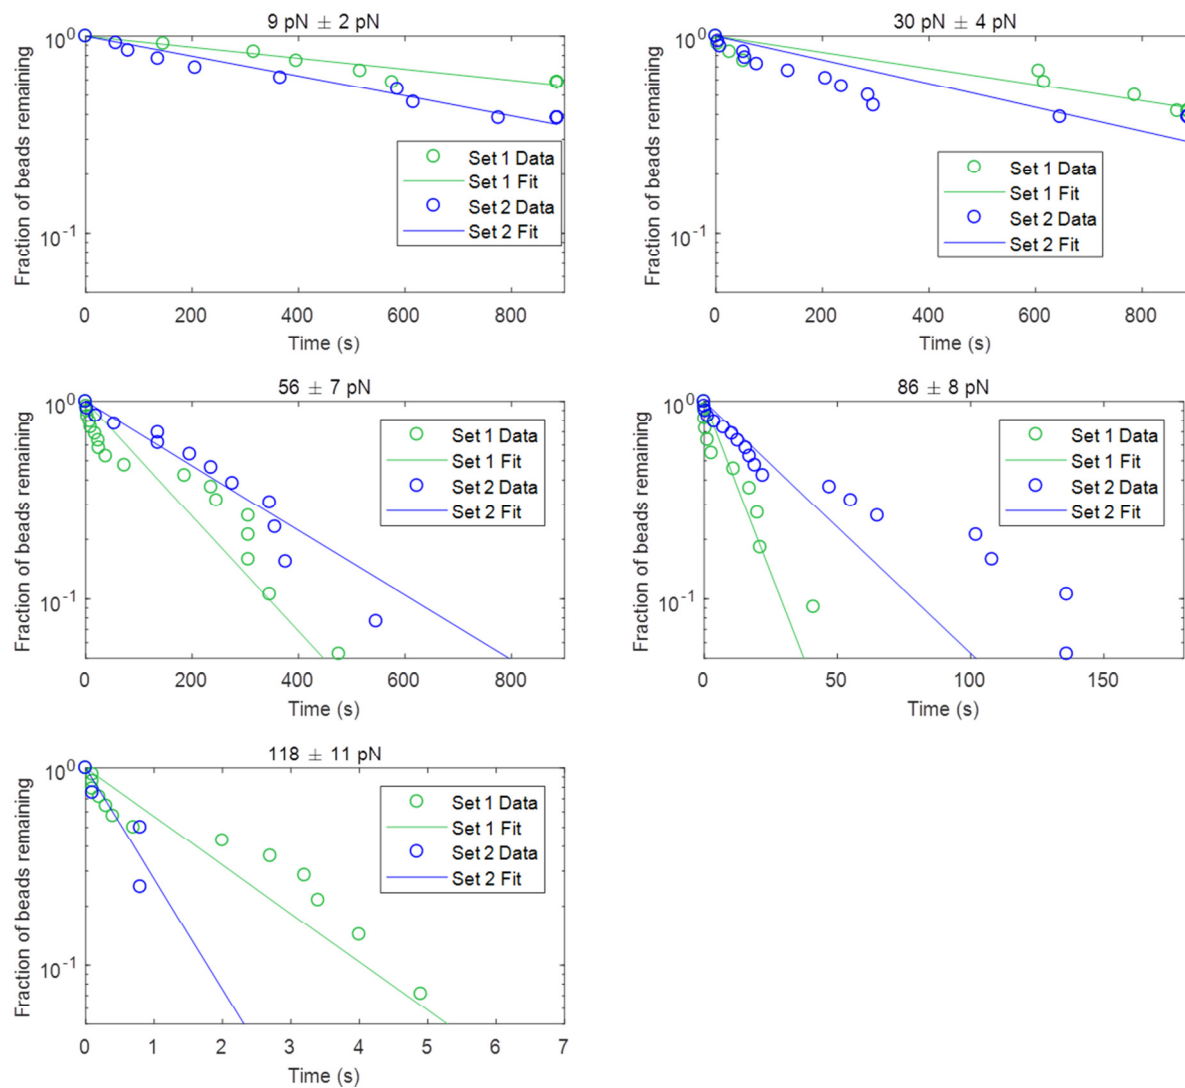 9 pN ± 2 pN
Fraction of beads remaining
10^0
10^-1
Set 1 Data
Set 1 Fit
Set 2 Data
Set 2 Fit
0 200 400 600 800
Time (s)
30 pN ± 4 pN
Fraction of beads remaining
10^0
10^-1
Set 1 Data
Set 1 Fit
Set 2 Data
Set 2 Fit
0 200 400 600 800
Time (s)
56 ± 7 pN
Fraction of beads remaining
10^0
10^-1
Set 1 Data
Set 1 Fit
Set 2 Data
Set 2 Fit
0 200 400 600 800
Time (s)
86 ± 8 pN
Fraction of beads remaining
10^0
10^-1
Set 1 Data
Set 1 Fit
Set 2 Data
Set 2 Fit
0 50 100 150
Time (s)
118 ± 11 pN
Fraction of beads remaining
10^0
10^-1
Set 1 Data
Set 1 Fit
Set 2 Data
Set 2 Fit
0 1 2 3 4 5 6 7
Time (s)